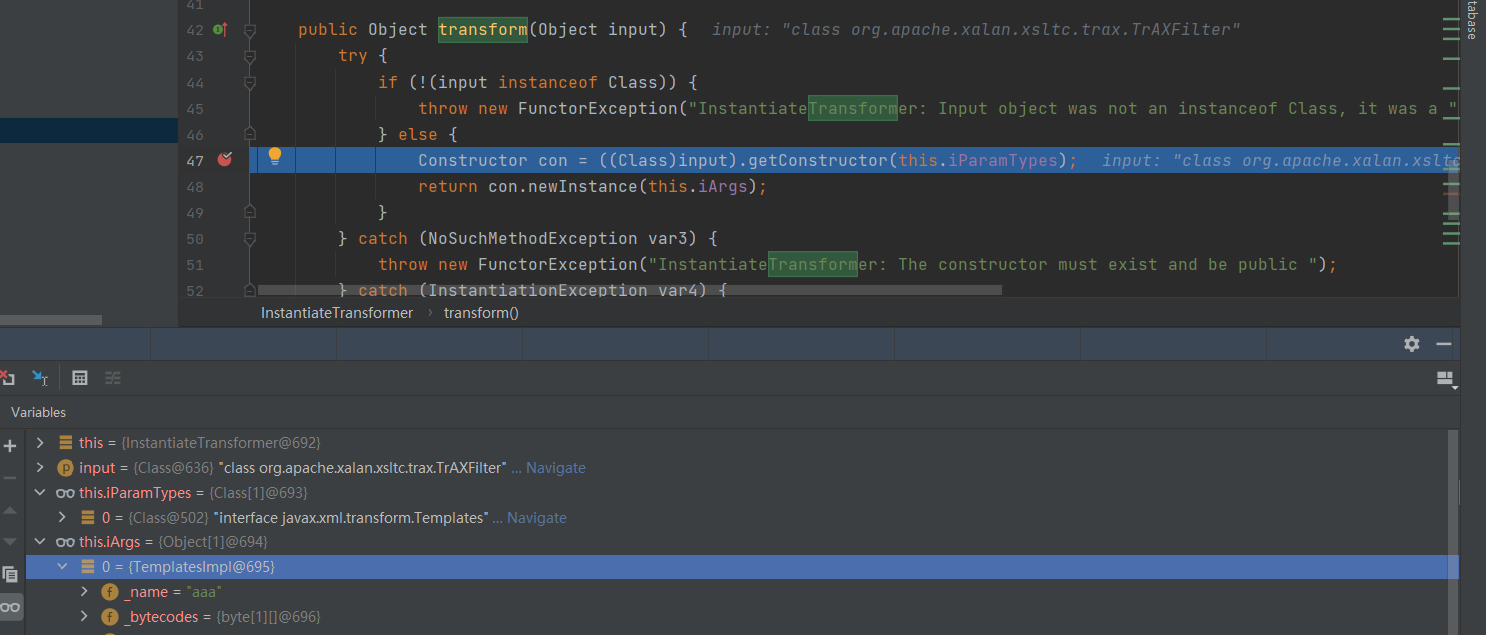 41
42 public Object transform(Object input) { input: "class org.apache.xalan.xsltc.trax.TrAXFilter"
43 try {
44 if (!(input instanceof Class)) {
45 throw new FunctorException("InstantiateTransformer: Input object was not an instanceof Class, it was a "
46 } else {
47 Constructor con = ((Class)input).getConstructor(this.iParamTypes); input: "class org.apache.xalan.xsltc
48 return con.newInstance(this.iArgs);
49 }
50 } catch (NoSuchMethodException var3) {
51 throw new FunctorException("InstantiateTransformer: The constructor must exist and be public ");
52 } catch (InstantiationException var4) {
tabase
InstantiateTransformer › transform()
Variables
this = {InstantiateTransformer@692}
p input = {Class@636} "class org.apache.xalan.xsltc.trax.TrAXFilter" ... Navigate
this.iParamTypes = {Class[1]@693}
0 = {Class@502} "interface javax.xml.transform.Templates" ... Navigate
this.iArgs = {Object[1]@694}
0 = {TemplatesImpl@695}
f _name = "aaa"
f _bytecodes = {byte[1][]@696}